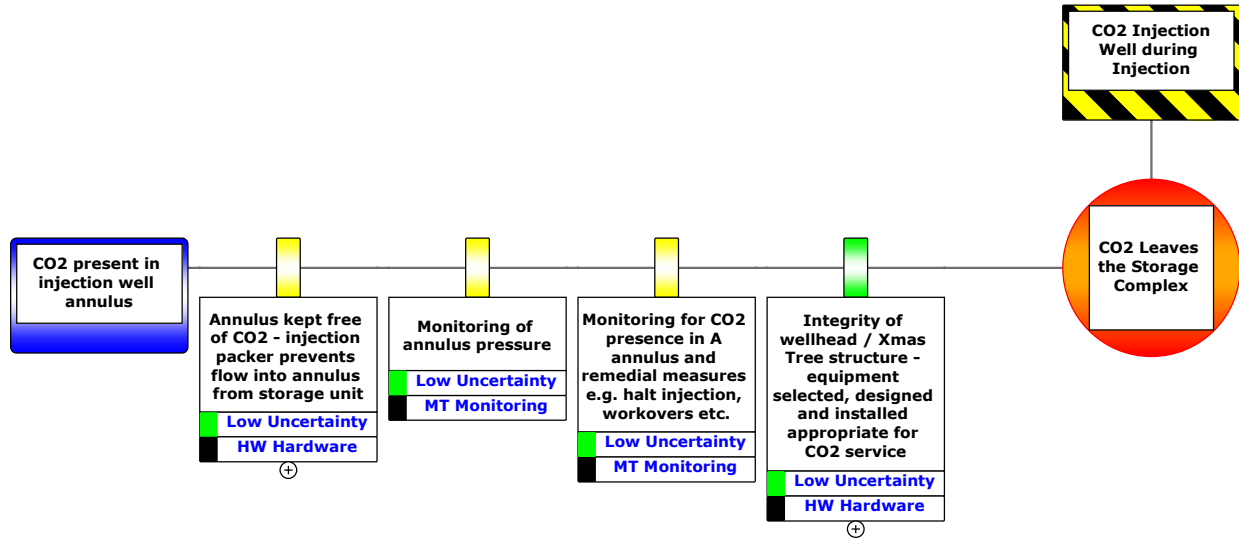 CO2 Injection
Well during
Injection
CO2 present in
injection well
annulus
Annulus kept free
of CO2 - injection
packer prevents
flow into annulus
from storage unit
Low Uncertainty
HW Hardware
Monitoring of
annulus pressure
Low Uncertainty
MT Monitoring
Monitoring for CO2
presence in A
annulus and
remedial measures
e.g. halt injection,
workovers etc.
Low Uncertainty
MT Monitoring
Integrity of
wellhead / Xmas
Tree structure -
equipment
selected, designed
and installed
appropriate for
CO2 service
Low Uncertainty
HW Hardware
CO2 Leaves
the Storage
Complex